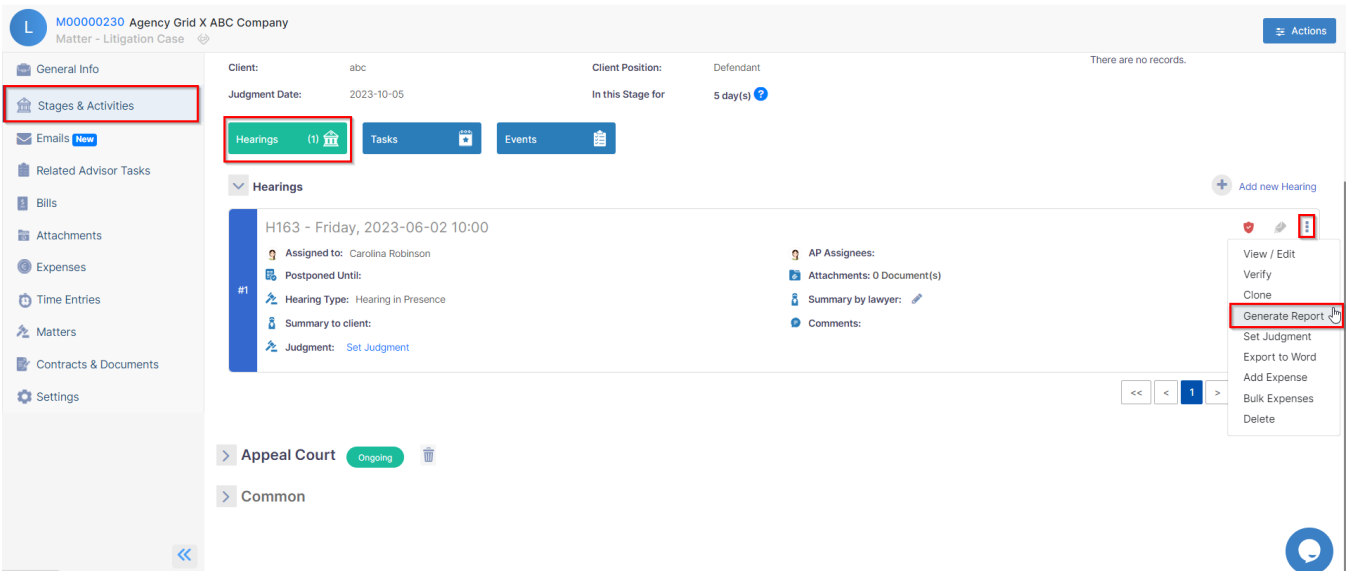 L
M00000230 Agency Grid X ABC Company
Matter - Litigation Case
Actions
General Info
Stages & Activities
Emails New
Related Advisor Tasks
Bills
Attachments
Expenses
Time Entries
Matters
Contracts & Documents
Settings
Client: abc Client Position: Defendant
There are no records.
Judgment Date: 2023-10-05 In this Stage for 5 day(s) ?
Hearings (1) Tasks Events
Hearings
+ Add new Hearing
#1
H163 - Friday, 2023-06-02 10:00
Assigned to: Carolina Robinson AP Assignees:
Postponed Until: Attachments: 0 Document(s)
Hearing Type: Hearing in Presence Summary by lawyer:
Summary to client: Comments:
Judgment: Set Judgment
View / Edit
Verify
Clone
Generate Report
Set Judgment
Export to Word
Add Expense
Bulk Expenses
Delete
<< < 1 >
> Appeal Court Ongoing
> Common